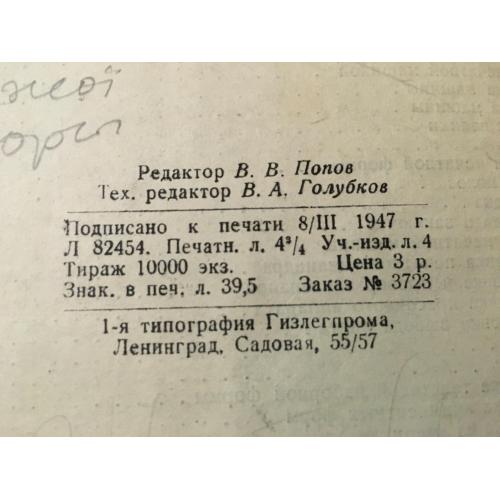 жої
Редактор В. В. Попов
Тех. редактор В. А. Голубков
Подписано к печати 8/III 1947 г.
Л 82454. Печатн. л. 4³/₄ Уч.-изд. л. 4
Тираж 10000 экз. Цена 3 р.
Знак. в печ. л. 39,5 Заказ № 3723
1-я типография Гизлегпрома,
Ленинград, Садовая, 55/57